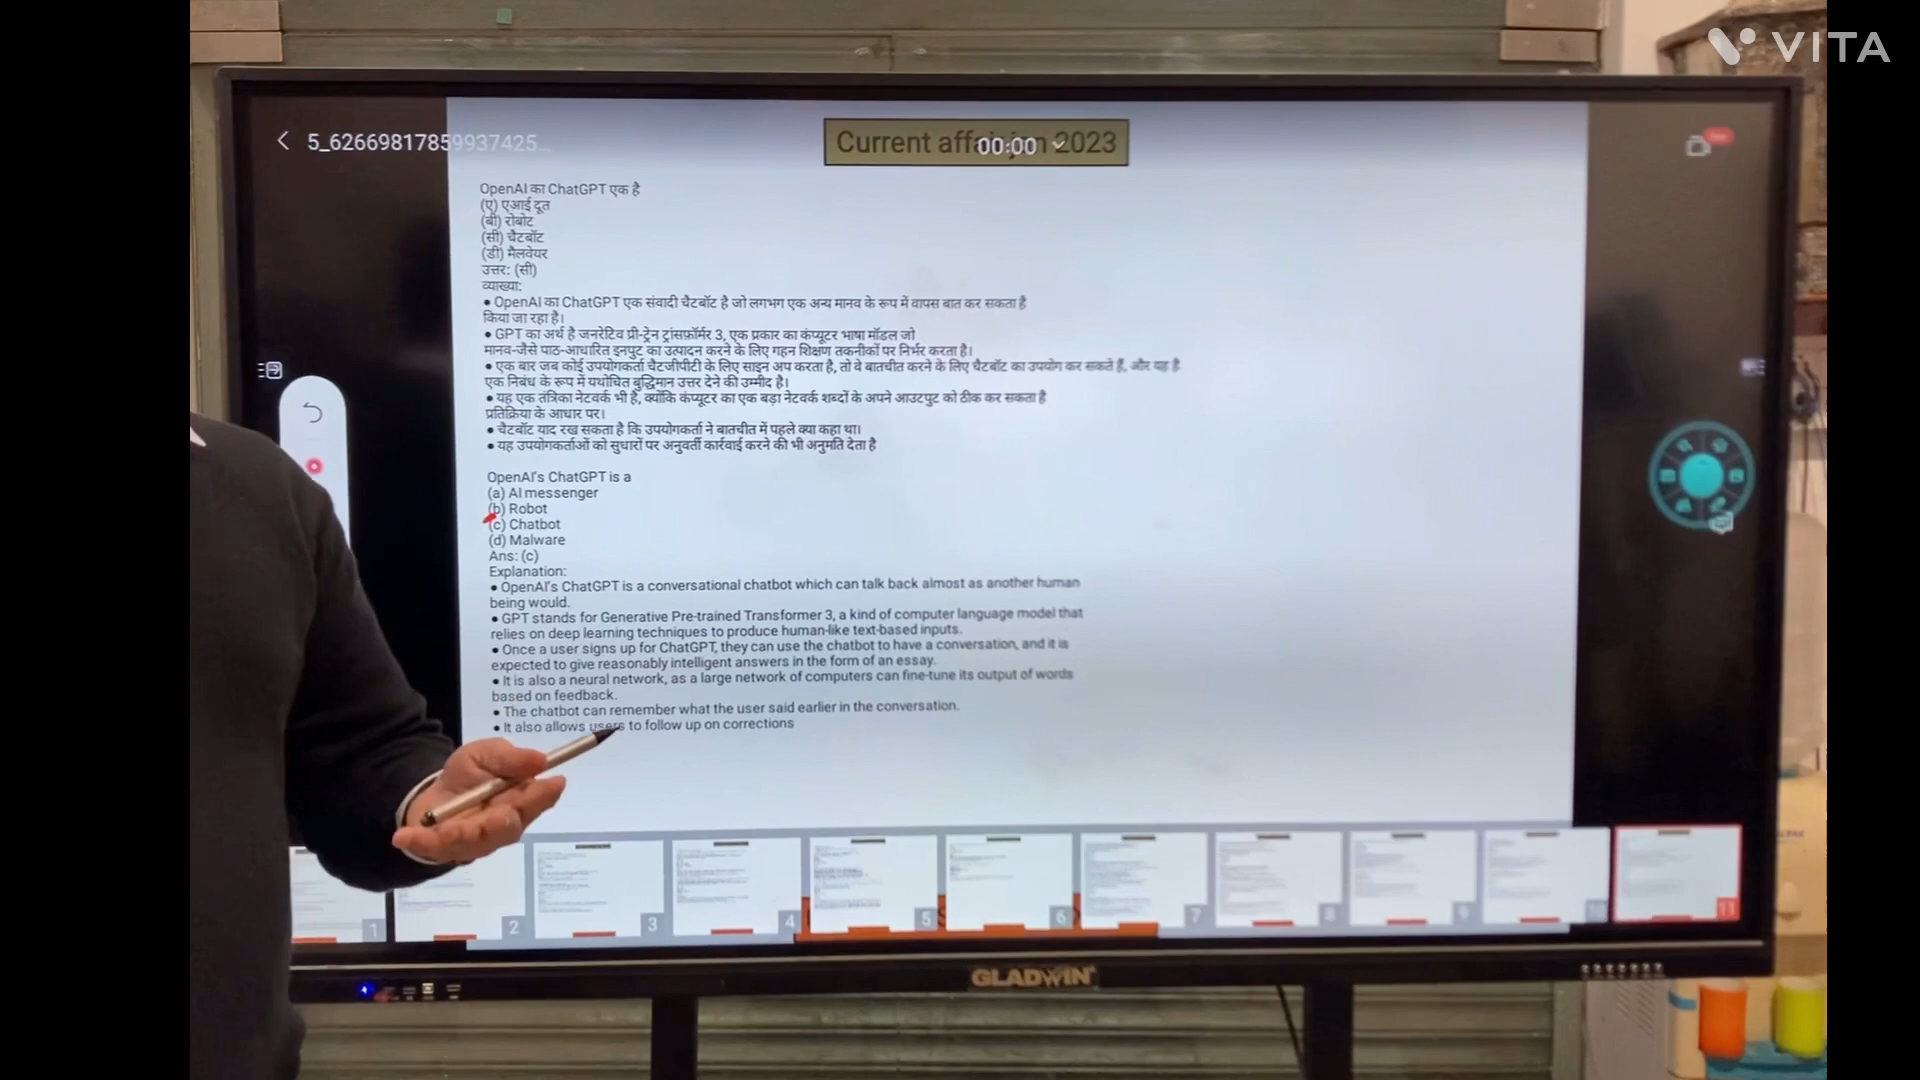 VITA
5_62669817859937425...
Current affair jan 2023
00:00
OpenAI का ChatGPT एक है
(ए) एआई दूत
(बी) रोबोट
(सी) चैटबॉट
(डी) मैलवेयर
उत्तर: (सी)
व्याख्या:
● OpenAI का ChatGPT एक संवादी चैटबॉट है जो लगभग एक अन्य मानव के रूप में वापस बात कर सकता है
किया जा रहा है।
● GPT का अर्थ है जनरेटिव प्री-ट्रेन ट्रांसफ़ॉर्मर 3, एक प्रकार का कंप्यूटर भाषा मॉडल जो
मानव-जैसे पाठ-आधारित इनपुट का उत्पादन करने के लिए गहन शिक्षण तकनीकों पर निर्भर करता है।
● एक बार जब कोई उपयोगकर्ता चैटजीपीटी के लिए साइन अप करता है, तो वे बातचीत करने के लिए चैटबॉट का उपयोग कर सकते हैं, और यह है
एक निबंध के रूप में यथोचित बुद्धिमान उत्तर देने की उम्मीद है।
● यह एक तंत्रिका नेटवर्क भी है, क्योंकि कंप्यूटर का एक बड़ा नेटवर्क शब्दों के अपने आउटपुट को ठीक कर सकता है
प्रतिक्रिया के आधार पर।
● चैटबॉट याद रख सकता है कि उपयोगकर्ता ने बातचीत में पहले क्या कहा था।
● यह उपयोगकर्ताओं को सुधारों पर अनुवर्ती कार्रवाई करने की भी अनुमति देता है
OpenAI's ChatGPT is a
(a) AI messenger
(b) Robot
(c) Chatbot
(d) Malware
Ans: (c)
Explanation:
● OpenAI's ChatGPT is a conversational chatbot which can talk back almost as another human
being would.
● GPT stands for Generative Pre-trained Transformer 3, a kind of computer language model that
relies on deep learning techniques to produce human-like text-based inputs.
● Once a user signs up for ChatGPT, they can use the chatbot to have a conversation, and it is
expected to give reasonably intelligent answers in the form of an essay.
● It is also a neural network, as a large network of computers can fine-tune its output of words
based on feedback.
● The chatbot can remember what the user said earlier in the conversation.
● It also allows users to follow up on corrections
1 2 3 4 5 6 7 8 9 10 11
GLADWIN